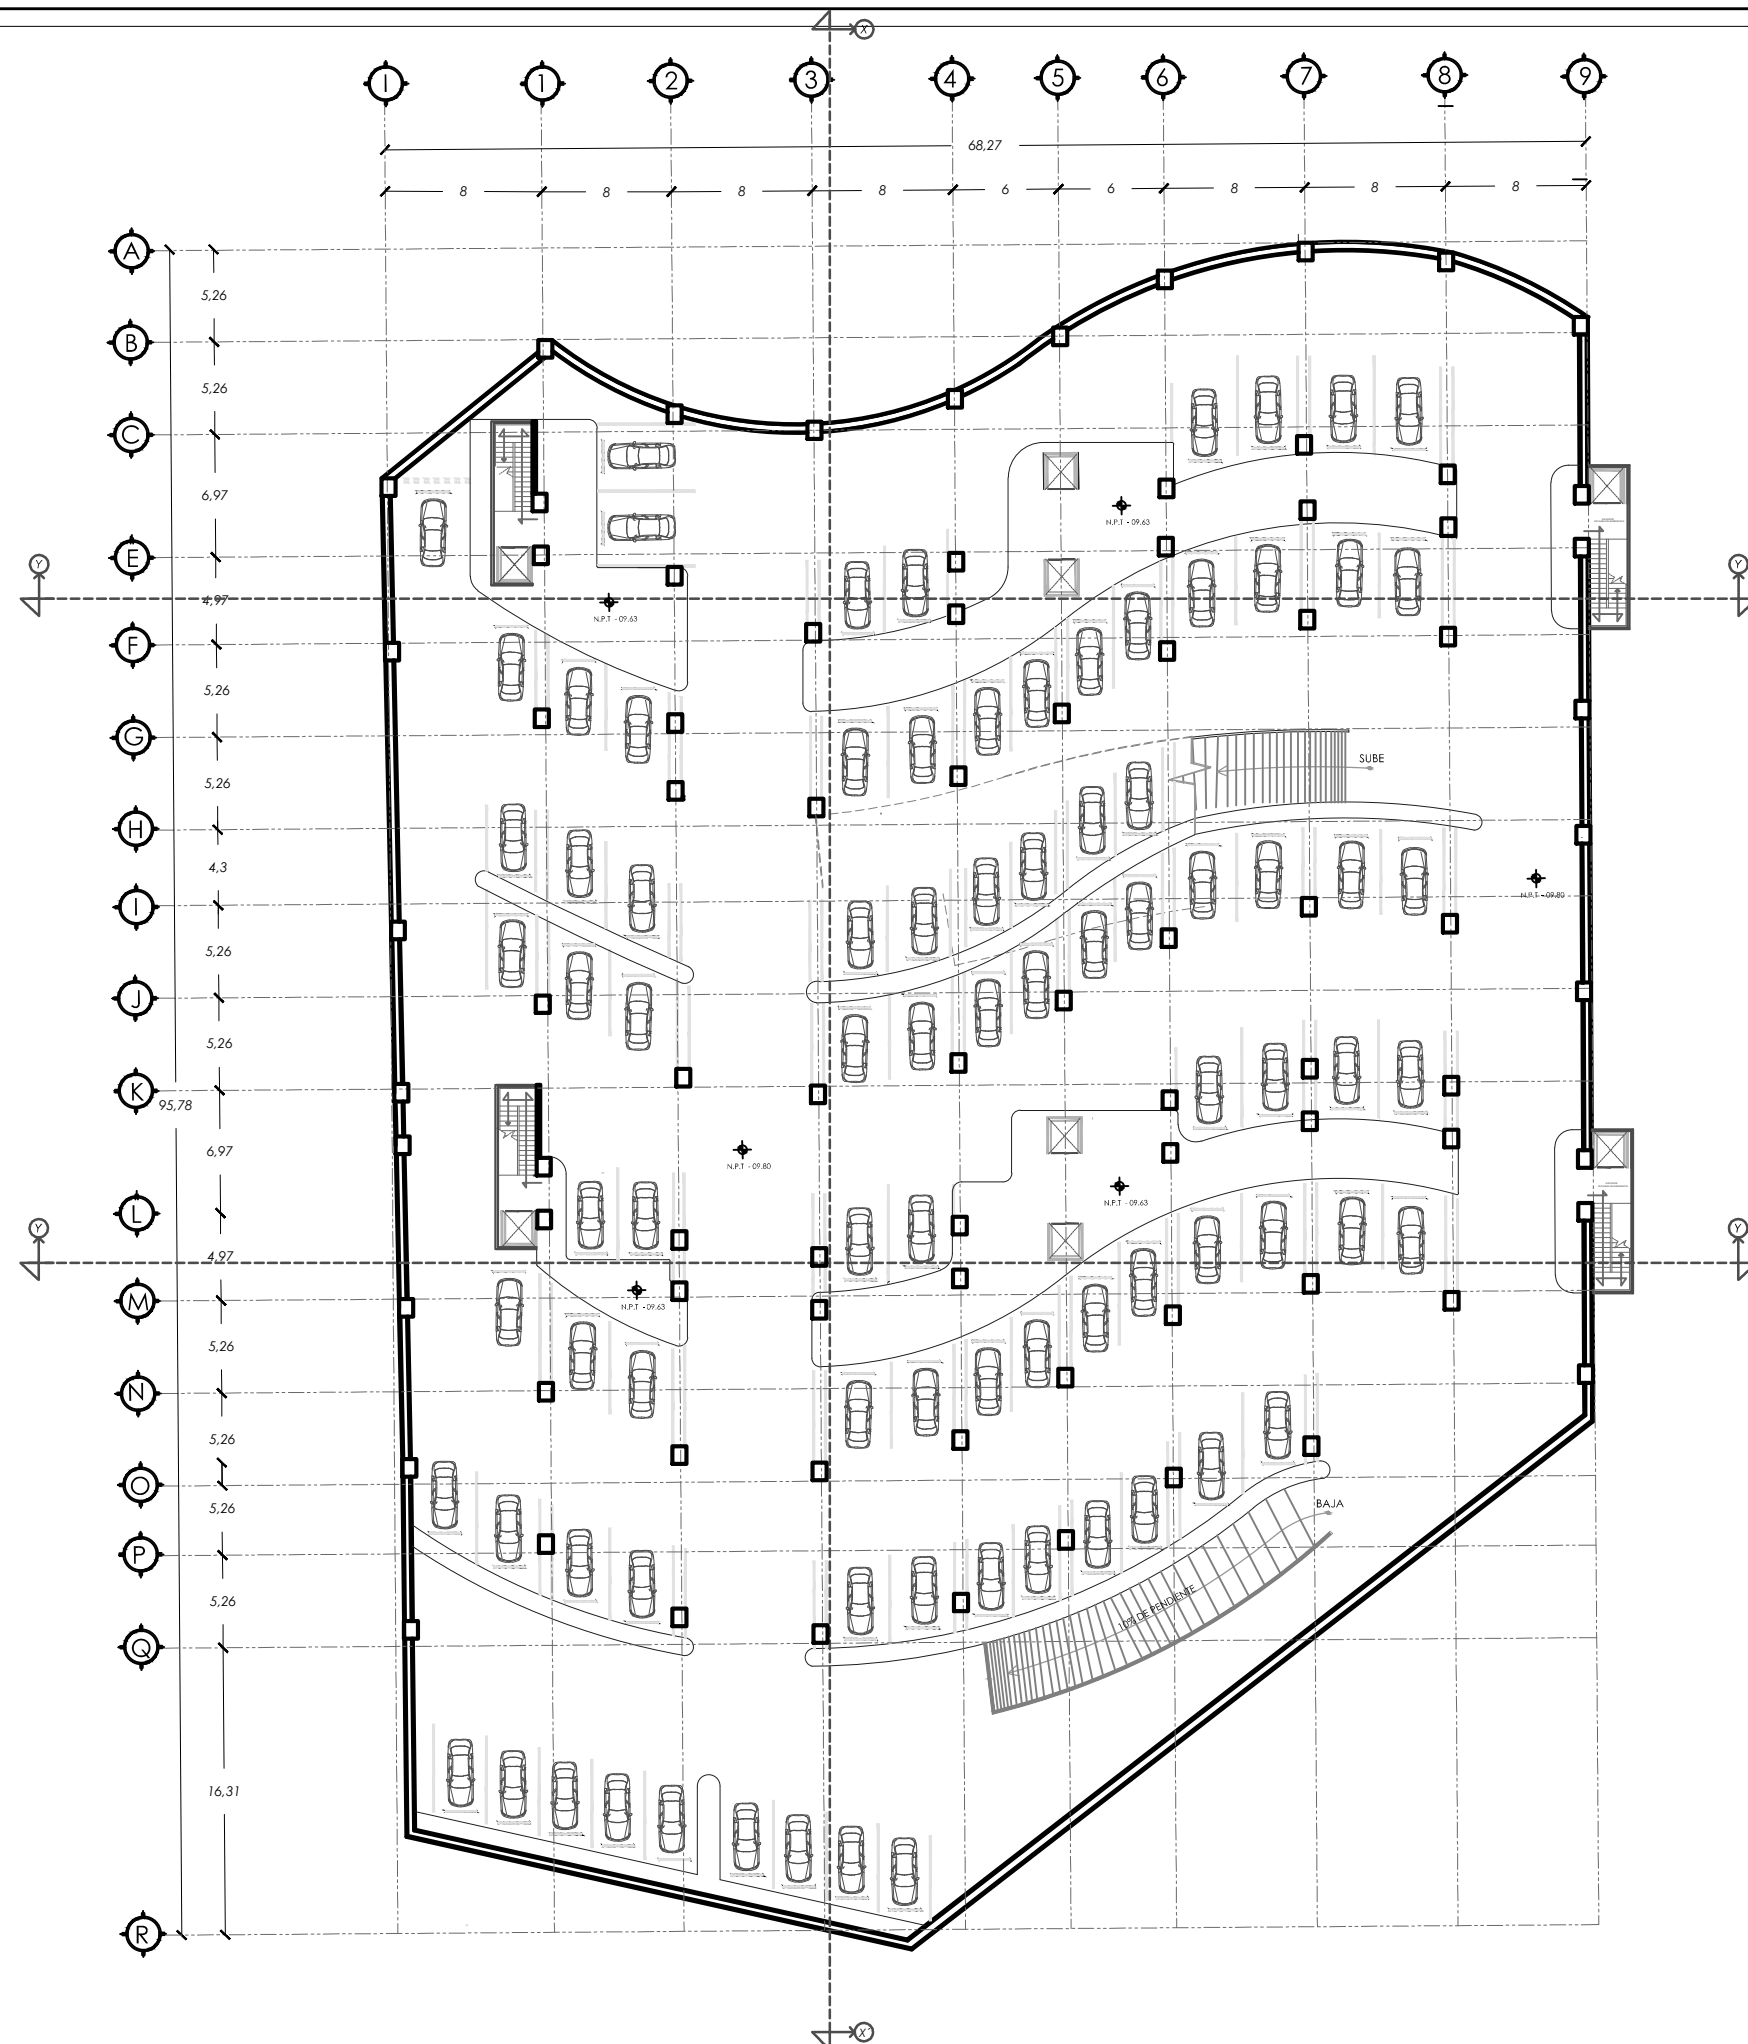 X
I 1 2 3 4 5 6 7 8 9
68,27
8 8 8 8 6 6 8 8 8
A
5,26
B
5,26
C
6,97
N.P.T - 09.63
E
Y Y
4,97
N.P.T - 09.63
F
5,26
G
SUBE
5,26
H
4,3
N.P.T - 09.80
I
5,26
J
5,26
K
95,78
6,97
N.P.T - 09.80
N.P.T - 09.63
L
Y Y
4,97
M
N.P.T - 09.63
5,26
N
5,26
O
BAJA
5,26
P
10% DE PENDIENTE
5,26
Q
16,31
R
X'